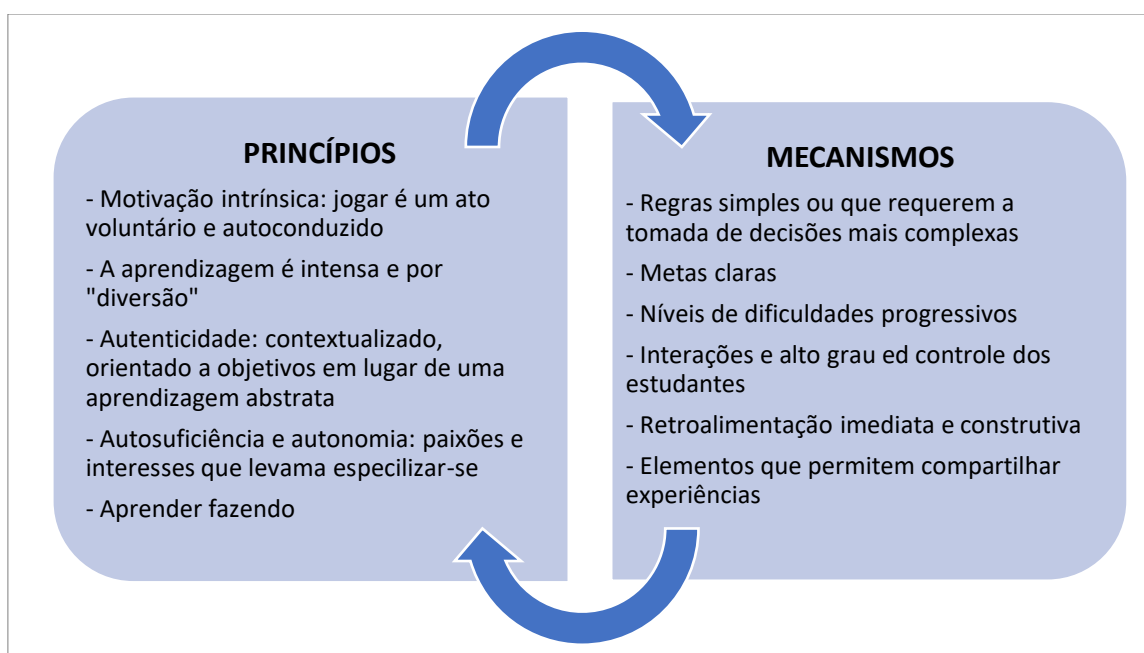 PRINCÍPIOS
- Motivação intrínsica: jogar é um ato
voluntário e autoconduzido
- A aprendizagem é intensa e por
"diversão"
- Autenticidade: contextualizado,
orientado a objetivos em lugar de uma
aprendizagem abstrata
- Autosuficiência e autonomia: paixões e
interesses que levama especilizar-se
- Aprender fazendo
MECANISMOS
- Regras simples ou que requerem a
tomada de decisões mais complexas
- Metas claras
- Níveis de dificuldades progressivos
- Interações e alto grau ed controle dos
estudantes
- Retroalimentação imediata e construtiva
- Elementos que permitem compartilhar
experiências